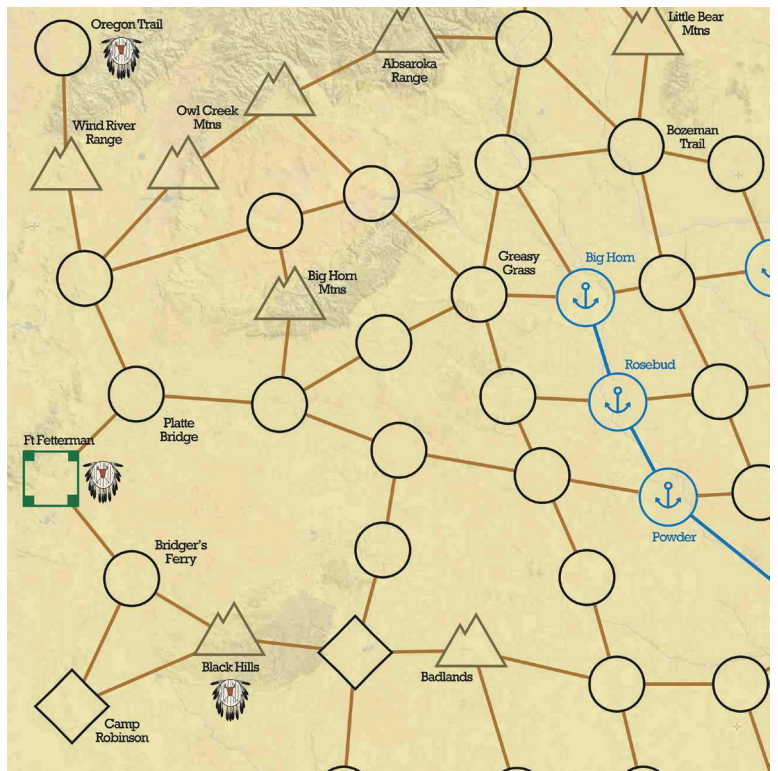 Oregon Trail
Little Bear
Mtns
Absaroka
Range
Owl Creek
Mtns
Wind River
Range
Bozeman
Trail
Greasy
Grass
Big Horn
Big Horn
Mtns
Rosebud
Platte
Bridge
Ft Fetterman
Powder
Bridger's
Ferry
Black Hills
Badlands
Camp
Robinson